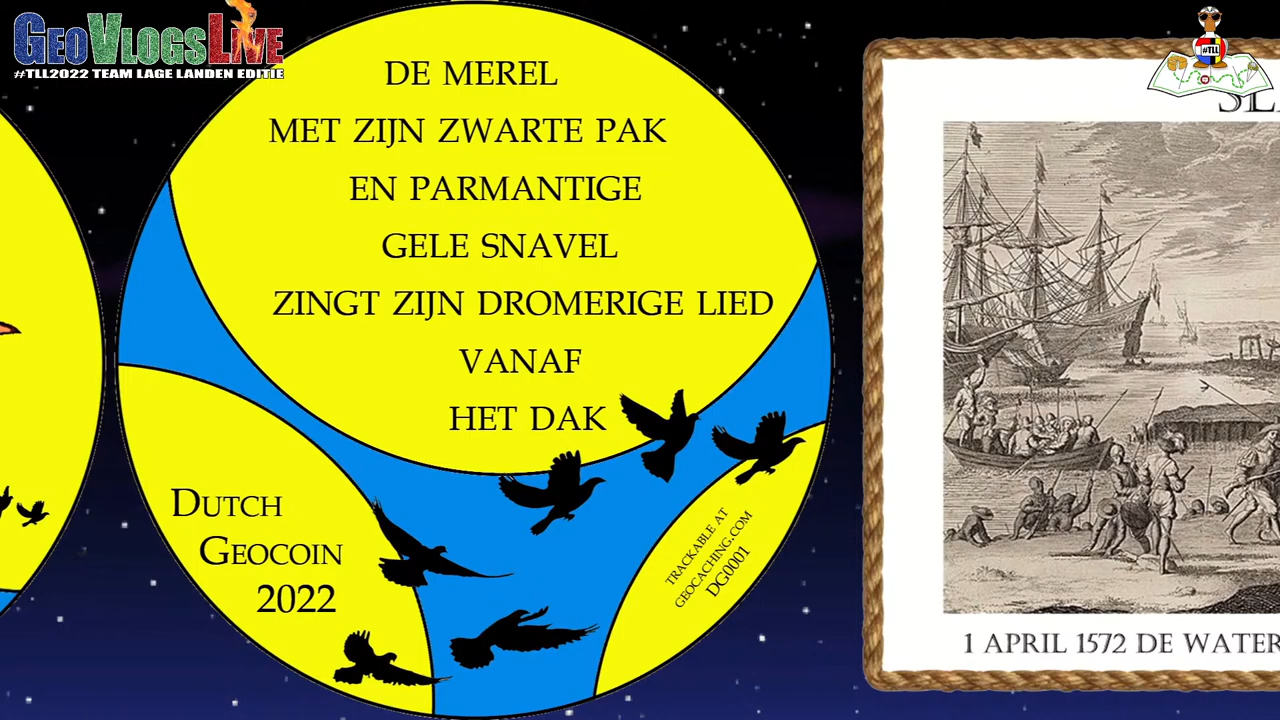 GEOVLOGSLIVE
#TLL2022 TEAM LAGE LANDEN EDITIE
#TLL
DE MEREL
MET ZIJN ZWARTE PAK
EN PARMANTIGE
GELE SNAVEL
ZINGT ZIJN DROMERIGE LIED
VANAF
HET DAK
DUTCH
GEOCOIN
2022
TRACKABLE AT
GEOCACHING.COM
DG0001
1 APRIL 1572 DE WATER